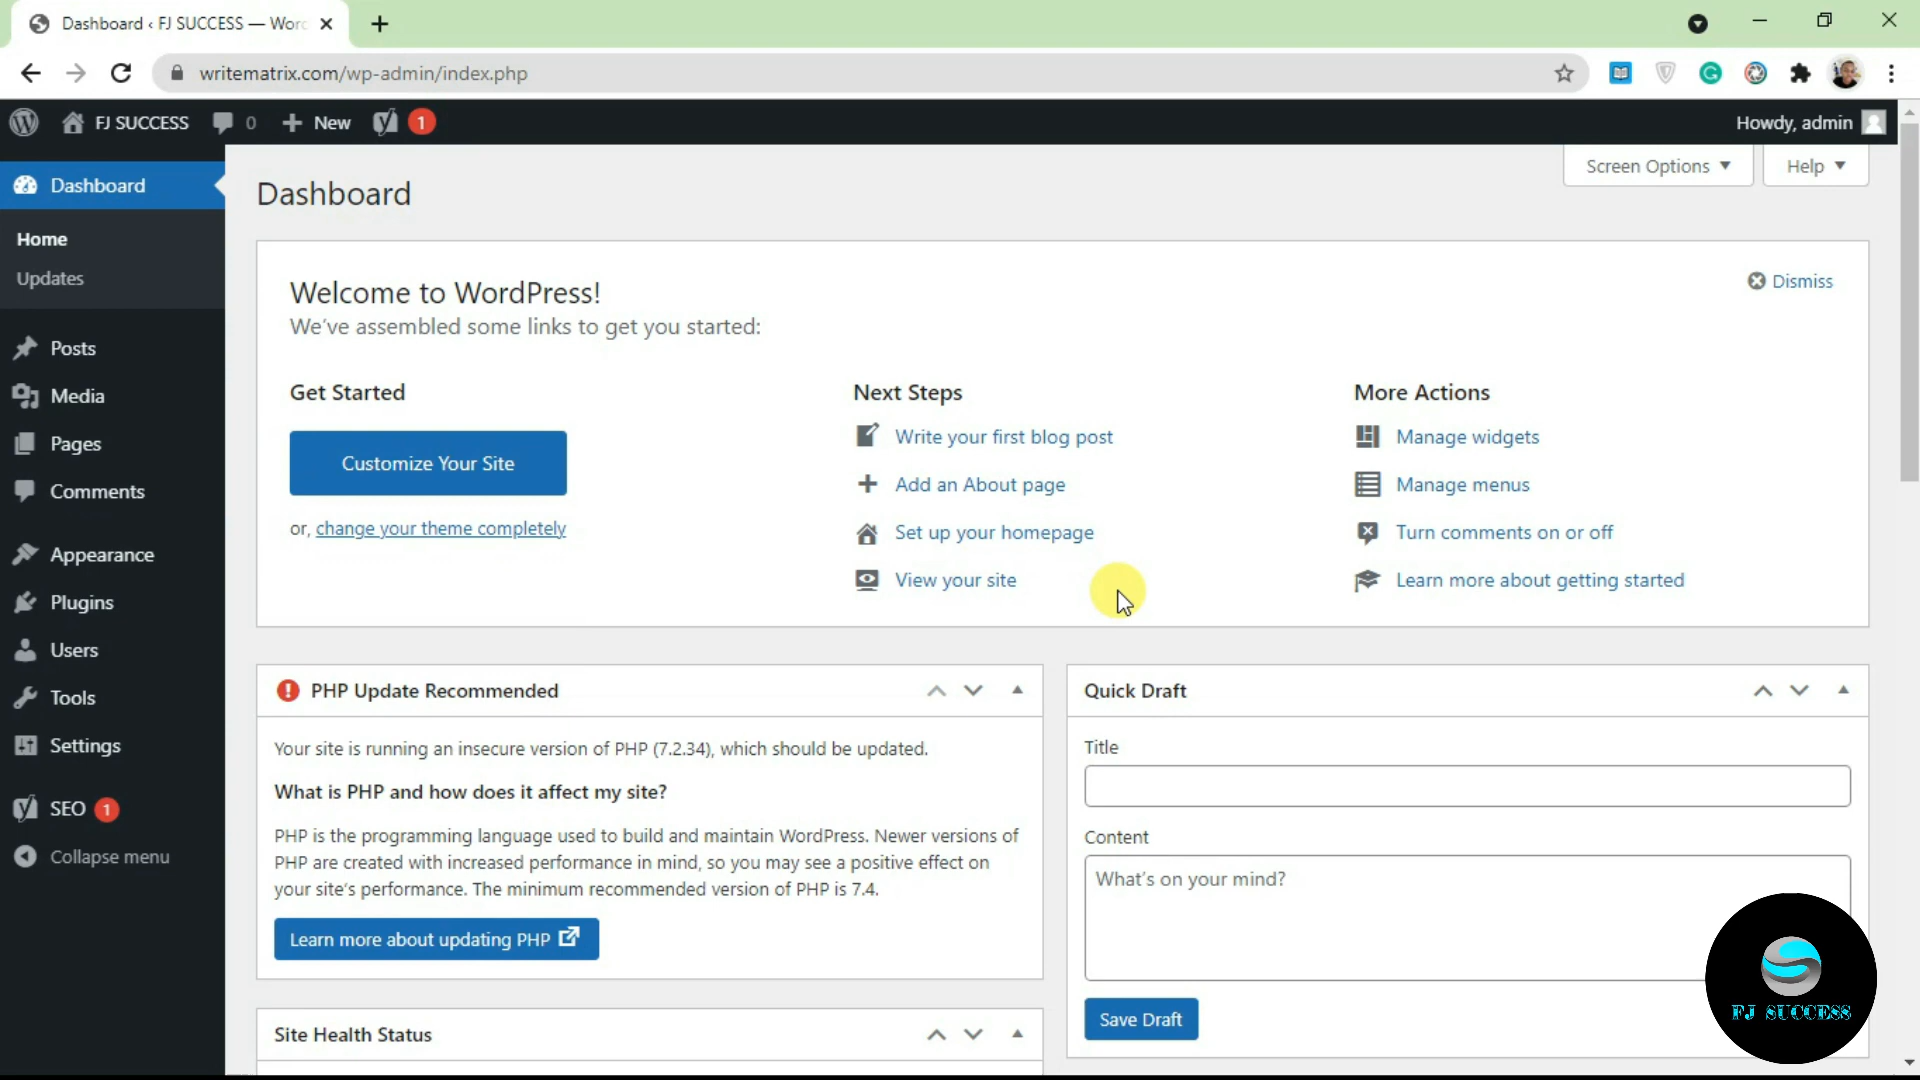 Dashboard ‹ FJ SUCCESS — Wor
writematrix.com/wp-admin/index.php
FJ SUCCESS 0 New 1 Howdy, admin
Screen Options Help
Dashboard
Home
Updates
Posts
Media
Pages
Comments
Appearance
Plugins
Users
Tools
Settings
SEO 1
Collapse menu
Dashboard
Welcome to WordPress!
We've assembled some links to get you started:
Dismiss
Get Started
Customize Your Site
or, change your theme completely
Next Steps
Write your first blog post
Add an About page
Set up your homepage
View your site
More Actions
Manage widgets
Manage menus
Turn comments on or off
Learn more about getting started
PHP Update Recommended
Your site is running an insecure version of PHP (7.2.34), which should be updated.
What is PHP and how does it affect my site?
PHP is the programming language used to build and maintain WordPress. Newer versions of
PHP are created with increased performance in mind, so you may see a positive effect on
your site's performance. The minimum recommended version of PHP is 7.4.
Learn more about updating PHP
Site Health Status
Quick Draft
Title
Content
What's on your mind?
Save Draft
FJ SUCCESS